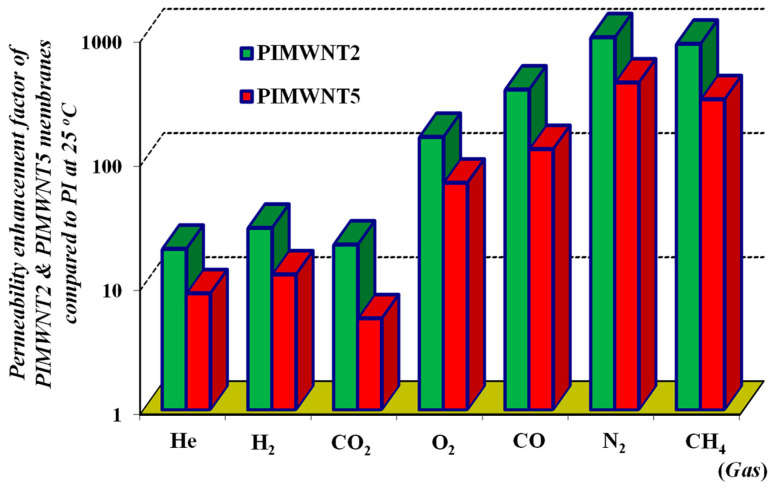 Permeability enhancement factor of
PIMWNT2 & PIMWNT5 membranes
compared to PI at 25 °C
1000
100
10
1
PIMWNT2
PIMWNT5
He H₂ CO₂ O₂ CO N₂ CH₄
(Gas)